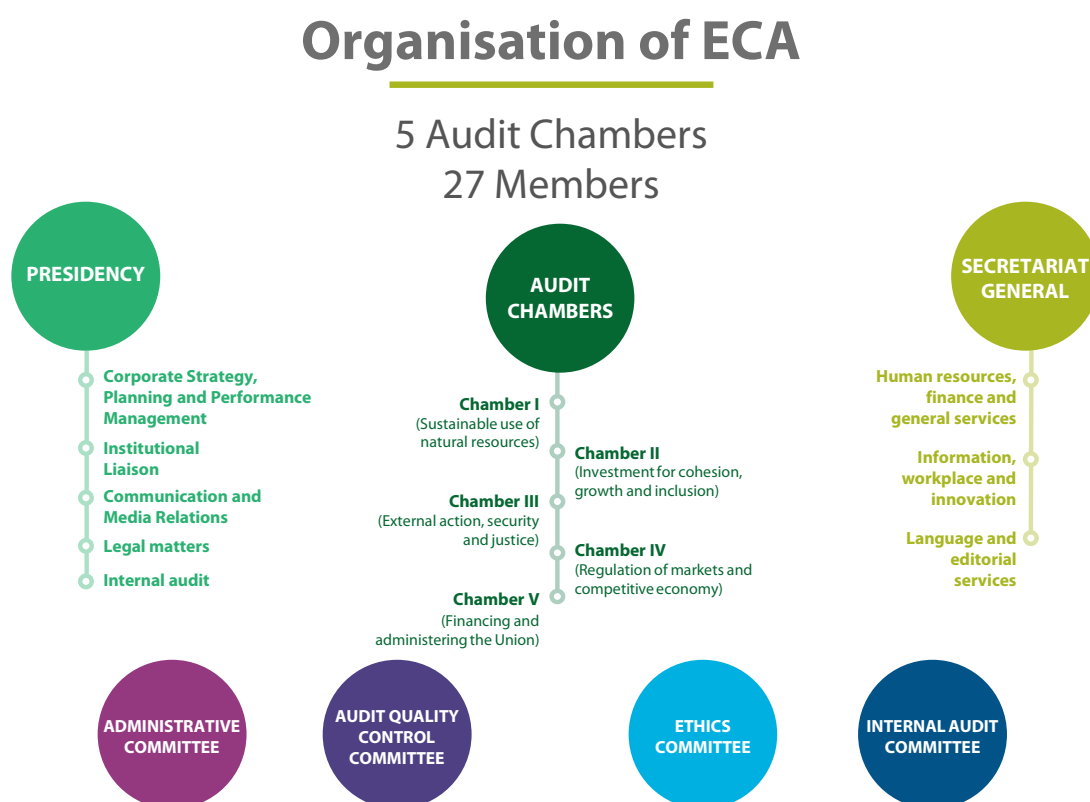 Organisation of ECA
5 Audit Chambers
27 Members
PRESIDENCY
Corporate Strategy,
Planning and Performance
Management
Institutional
Liaison
Communication and
Media Relations
Legal matters
Internal audit
AUDIT
CHAMBERS
Chamber I
(Sustainable use of
natural resources)
Chamber II
(Investment for cohesion,
growth and inclusion)
Chamber III
(External action, security
and justice)
Chamber IV
(Regulation of markets and
competitive economy)
Chamber V
(Financing and
administering the Union)
SECRETARIAT
GENERAL
Human resources,
finance and
general services
Information,
workplace and
innovation
Language and
editorial
services
ADMINISTRATIVE
COMMITTEE
AUDIT QUALITY
CONTROL
COMMITTEE
ETHICS
COMMITTEE
INTERNAL AUDIT
COMMITTEE